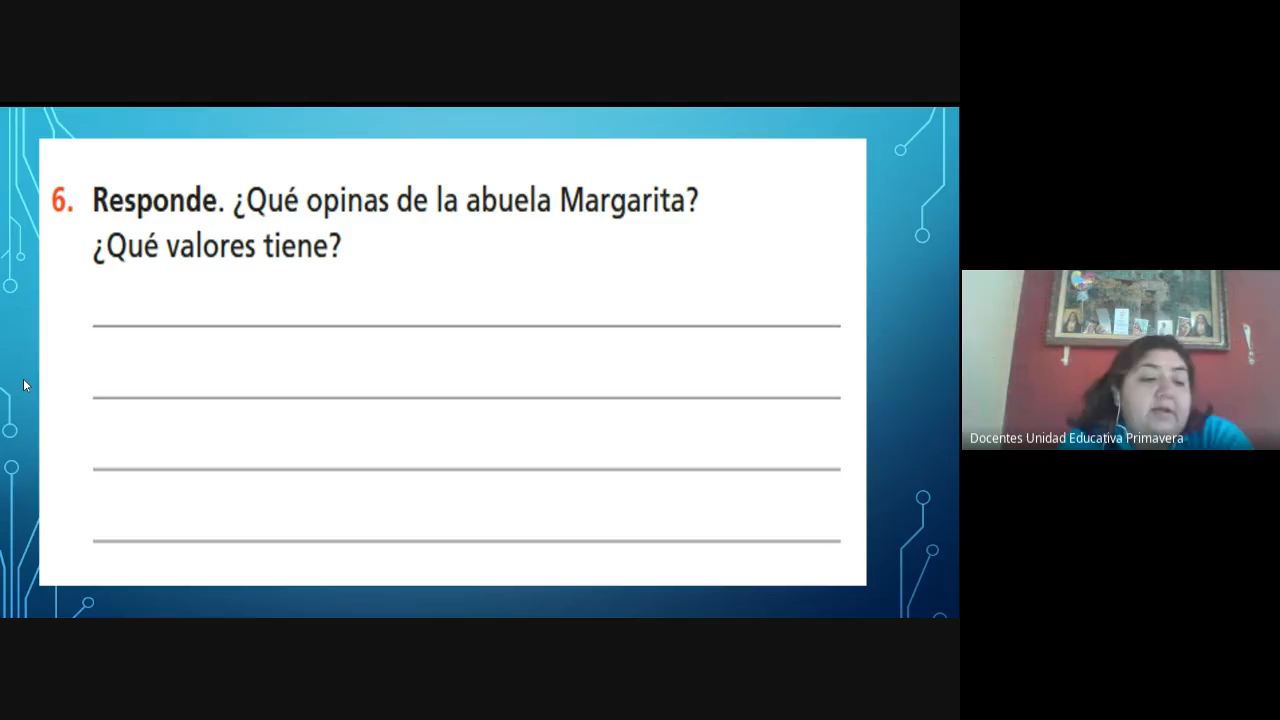 6. Responde. ¿Qué opinas de la abuela Margarita?
¿Qué valores tiene?
Docentes Unidad Educativa Primavera